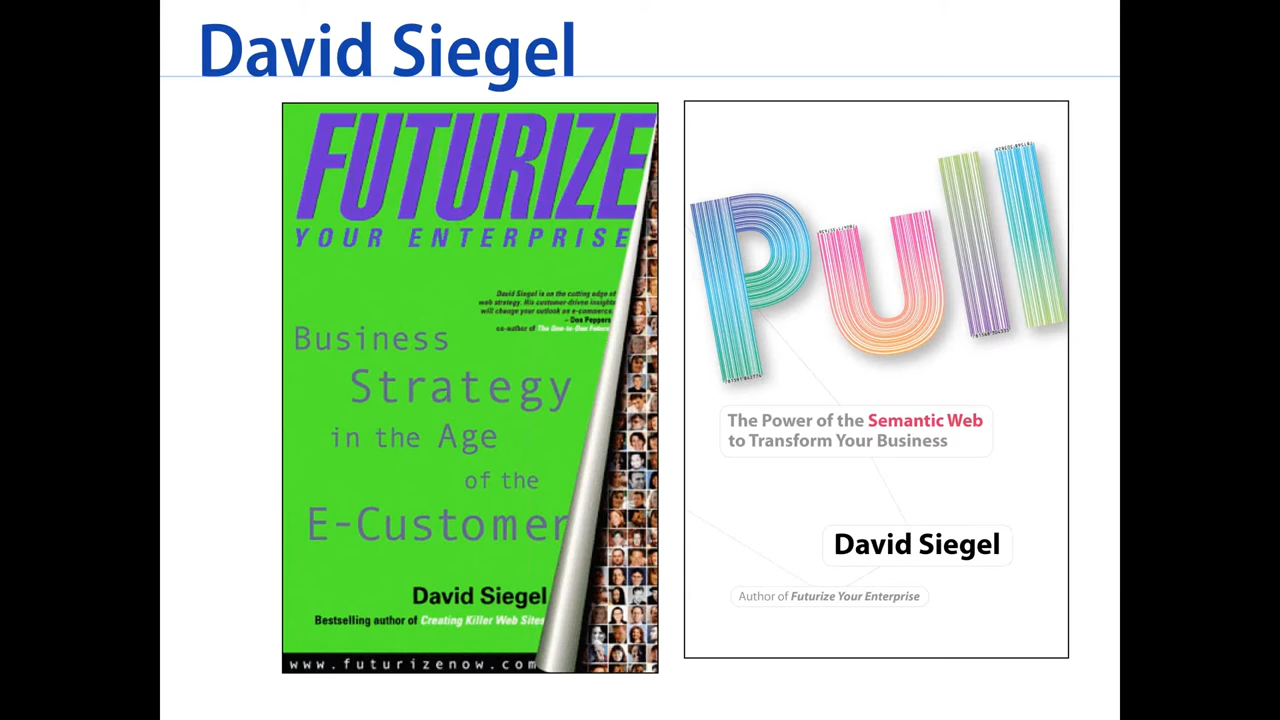 David Siegel
FUTURIZE
YOUR ENTERPRISE
David Siegel is on the cutting edge of
web strategy. His customer-driven insights
will change your outlook on e-commerce.
– Don Peppers
co-author of The One-to-One Future
Business
Strategy
in the Age
of the
E-Customer
David Siegel
Bestselling author of Creating Killer Web Sites
www.futurizenow.com
Pull
The Power of the Semantic Web
to Transform Your Business
David Siegel
Author of Futurize Your Enterprise